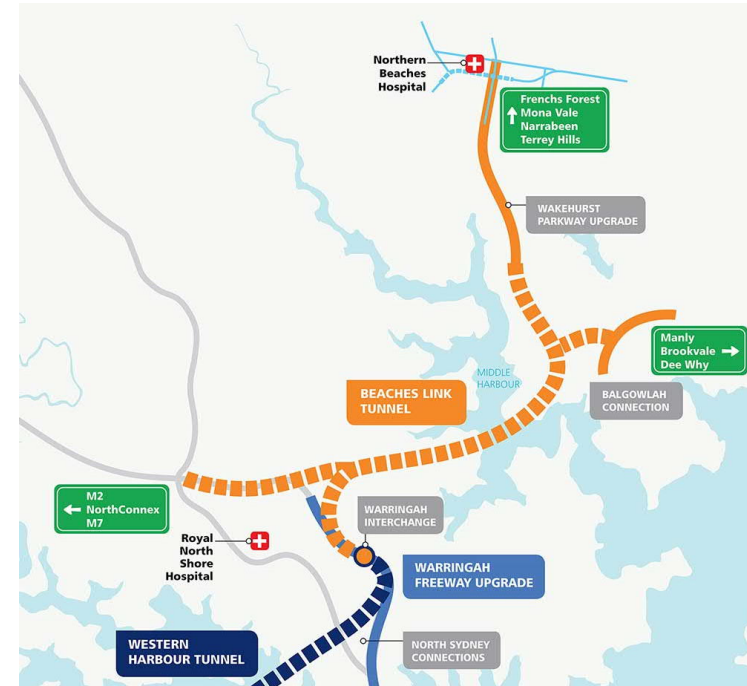 Northern
Beaches
Hospital
Frenchs Forest
Mona Vale
Narrabeen
Terrey Hills
WAKEHURST
PARKWAY UPGRADE
Manly
Brookvale
Dee Why
MIDDLE
HARBOUR
BEACHES LINK
TUNNEL
BALGOWLAH
CONNECTION
M2
NorthConnex
M7
WARRINGAH
INTERCHANGE
Royal
North
Shore
Hospital
WARRINGAH
FREEWAY UPGRADE
WESTERN
HARBOUR TUNNEL
NORTH SYDNEY
CONNECTIONS